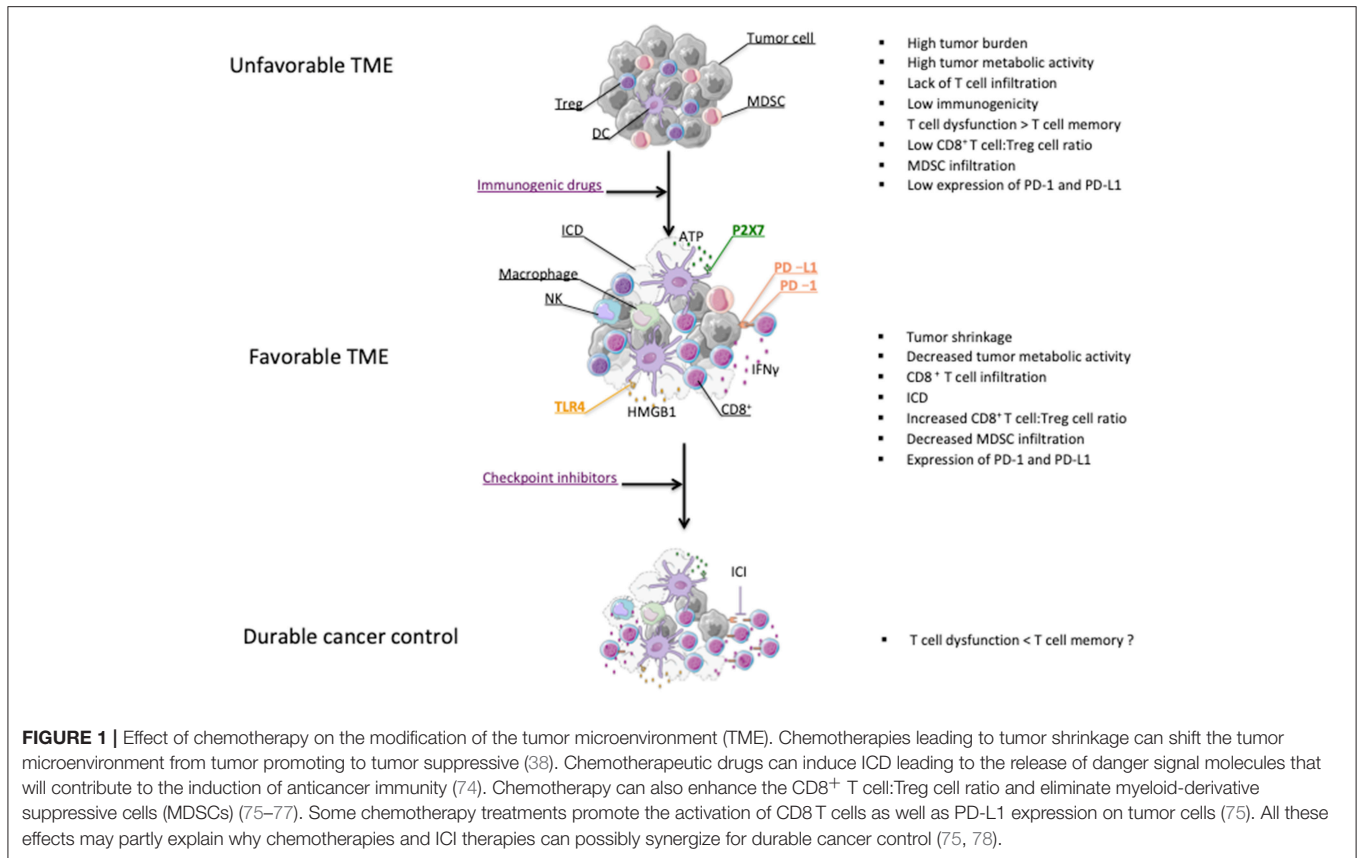 Unfavorable TME
Tumor cell
Treg
DC
MDSC
▪ High tumor burden
▪ High tumor metabolic activity
▪ Lack of T cell infiltration
▪ Low immunogenicity
▪ T cell dysfunction > T cell memory
▪ Low CD8⁺ T cell:Treg cell ratio
▪ MDSC infiltration
▪ Low expression of PD-1 and PD-L1
Immunogenic drugs
Favorable TME
ICD
ATP
P2X7
Macrophage
PD –L1
PD –1
NK
IFNγ
TLR4
HMGB1
CD8⁺
▪ Tumor shrinkage
▪ Decreased tumor metabolic activity
▪ CD8 ⁺ T cell infiltration
▪ ICD
▪ Increased CD8⁺ T cell:Treg cell ratio
▪ Decreased MDSC infiltration
▪ Expression of PD-1 and PD-L1
Checkpoint inhibitors
Durable cancer control
ICI
▪ T cell dysfunction < T cell memory ?
FIGURE 1 | Effect of chemotherapy on the modification of the tumor microenvironment (TME). Chemotherapies leading to tumor shrinkage can shift the tumor
microenvironment from tumor promoting to tumor suppressive (38). Chemotherapeutic drugs can induce ICD leading to the release of danger signal molecules that
will contribute to the induction of anticancer immunity (74). Chemotherapy can also enhance the CD8+ T cell:Treg cell ratio and eliminate myeloid-derivative
suppressive cells (MDSCs) (75–77). Some chemotherapy treatments promote the activation of CD8 T cells as well as PD-L1 expression on tumor cells (75). All these
effects may partly explain why chemotherapies and ICI therapies can possibly synergize for durable cancer control (75, 78).